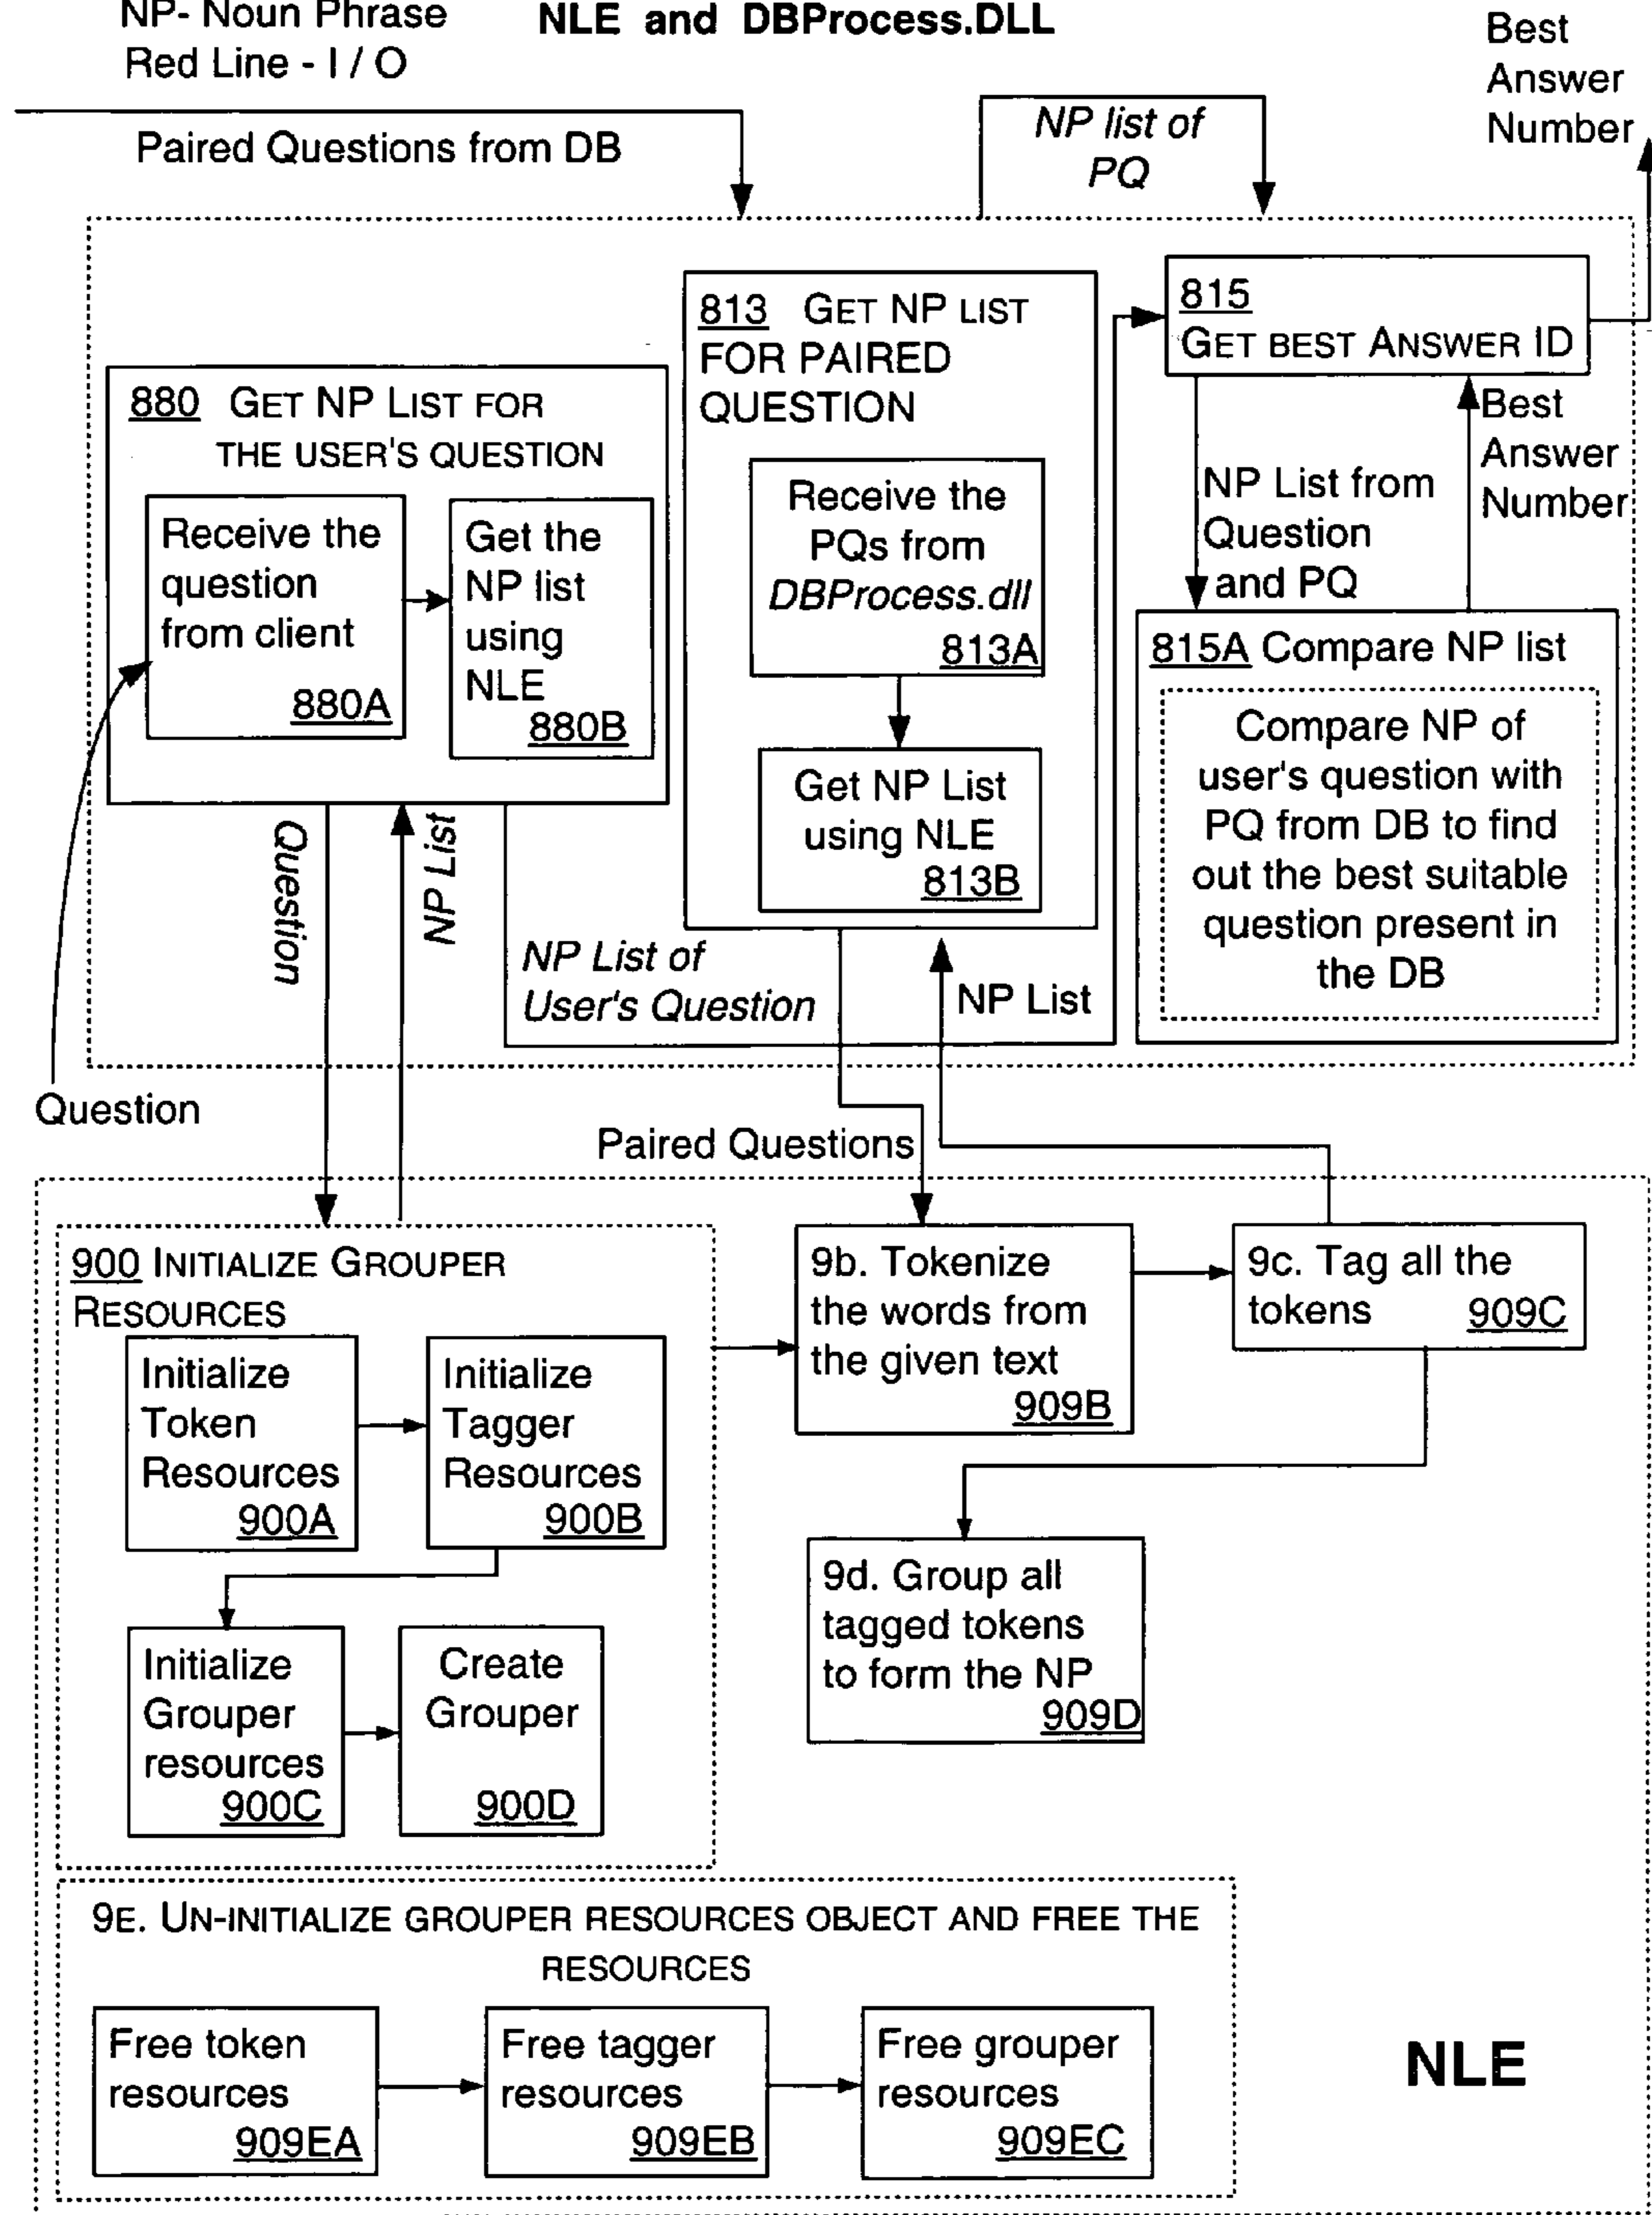 NP- Noun Phrase
Red Line - I / O
NLE and DBProcess.DLL
Best
Answer
Number
Paired Questions from DB
NP list of
PQ
880 GET NP LIST FOR
THE USER'S QUESTION
Receive the
question
from client
880A
Get the
NP list
using
NLE
880B
813 GET NP LIST
FOR PAIRED
QUESTION
Receive the
PQs from
DBProcess.dll
813A
Get NP List
using NLE
813B
815
GET BEST ANSWER ID
NP List from
Question
and PQ
Best
Answer
Number
815A Compare NP list
Compare NP of
user's question with
PQ from DB to find
out the best suitable
question present in
the DB
Question
NP List
NP List of
User's Question
NP List
Question
Paired Questions
900 INITIALIZE GROUPER
RESOURCES
Initialize
Token
Resources
900A
Initialize
Tagger
Resources
900B
Initialize
Grouper
resources
900C
Create
Grouper
900D
9b. Tokenize
the words from
the given text
909B
9c. Tag all the
tokens 909C
9d. Group all
tagged tokens
to form the NP
909D
9E. UN-INITIALIZE GROUPER RESOURCES OBJECT AND FREE THE
RESOURCES
Free token
resources
909EA
Free tagger
resources
909EB
Free grouper
resources
909EC
NLE